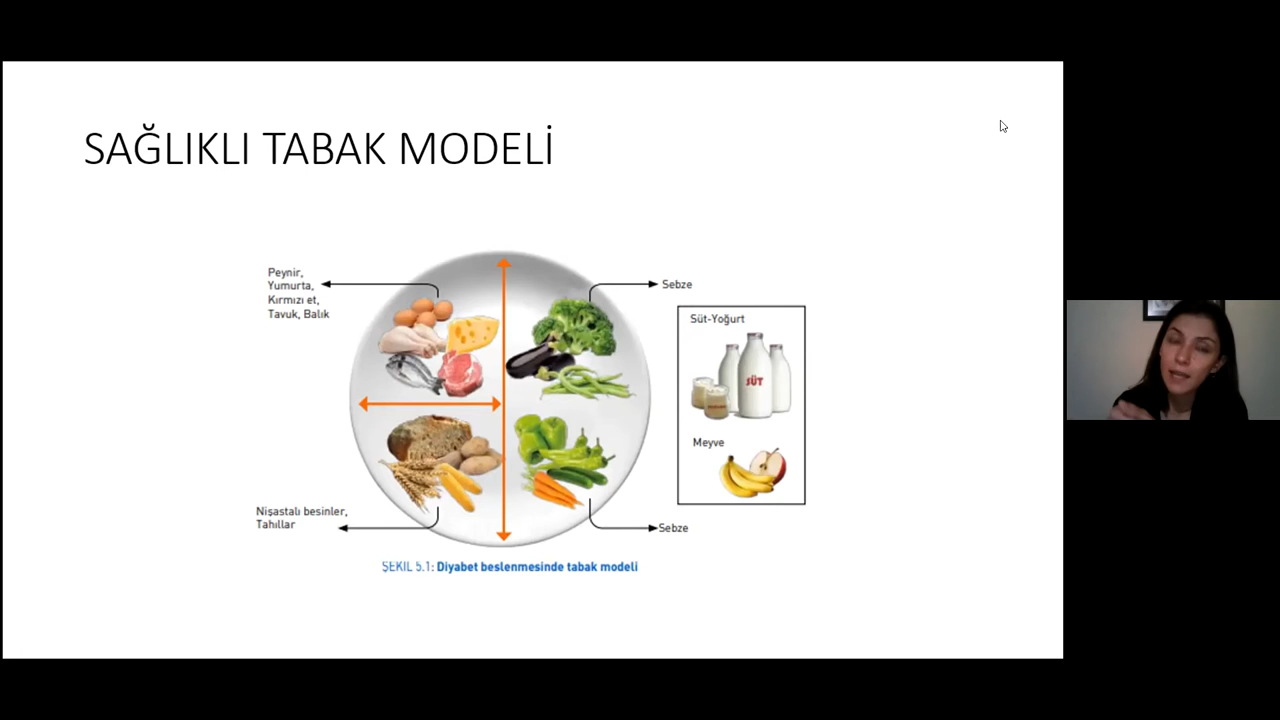 SAĞLIKLI TABAK MODELİ
Peynir,
Yumurta,
Kırmızı et,
Tavuk, Balık
Sebze
Süt-Yoğurt
SÜT
Meyve
Nişastalı besinler,
Tahıllar
Sebze
ŞEKİL 5.1: Diyabet beslenmesinde tabak modeli